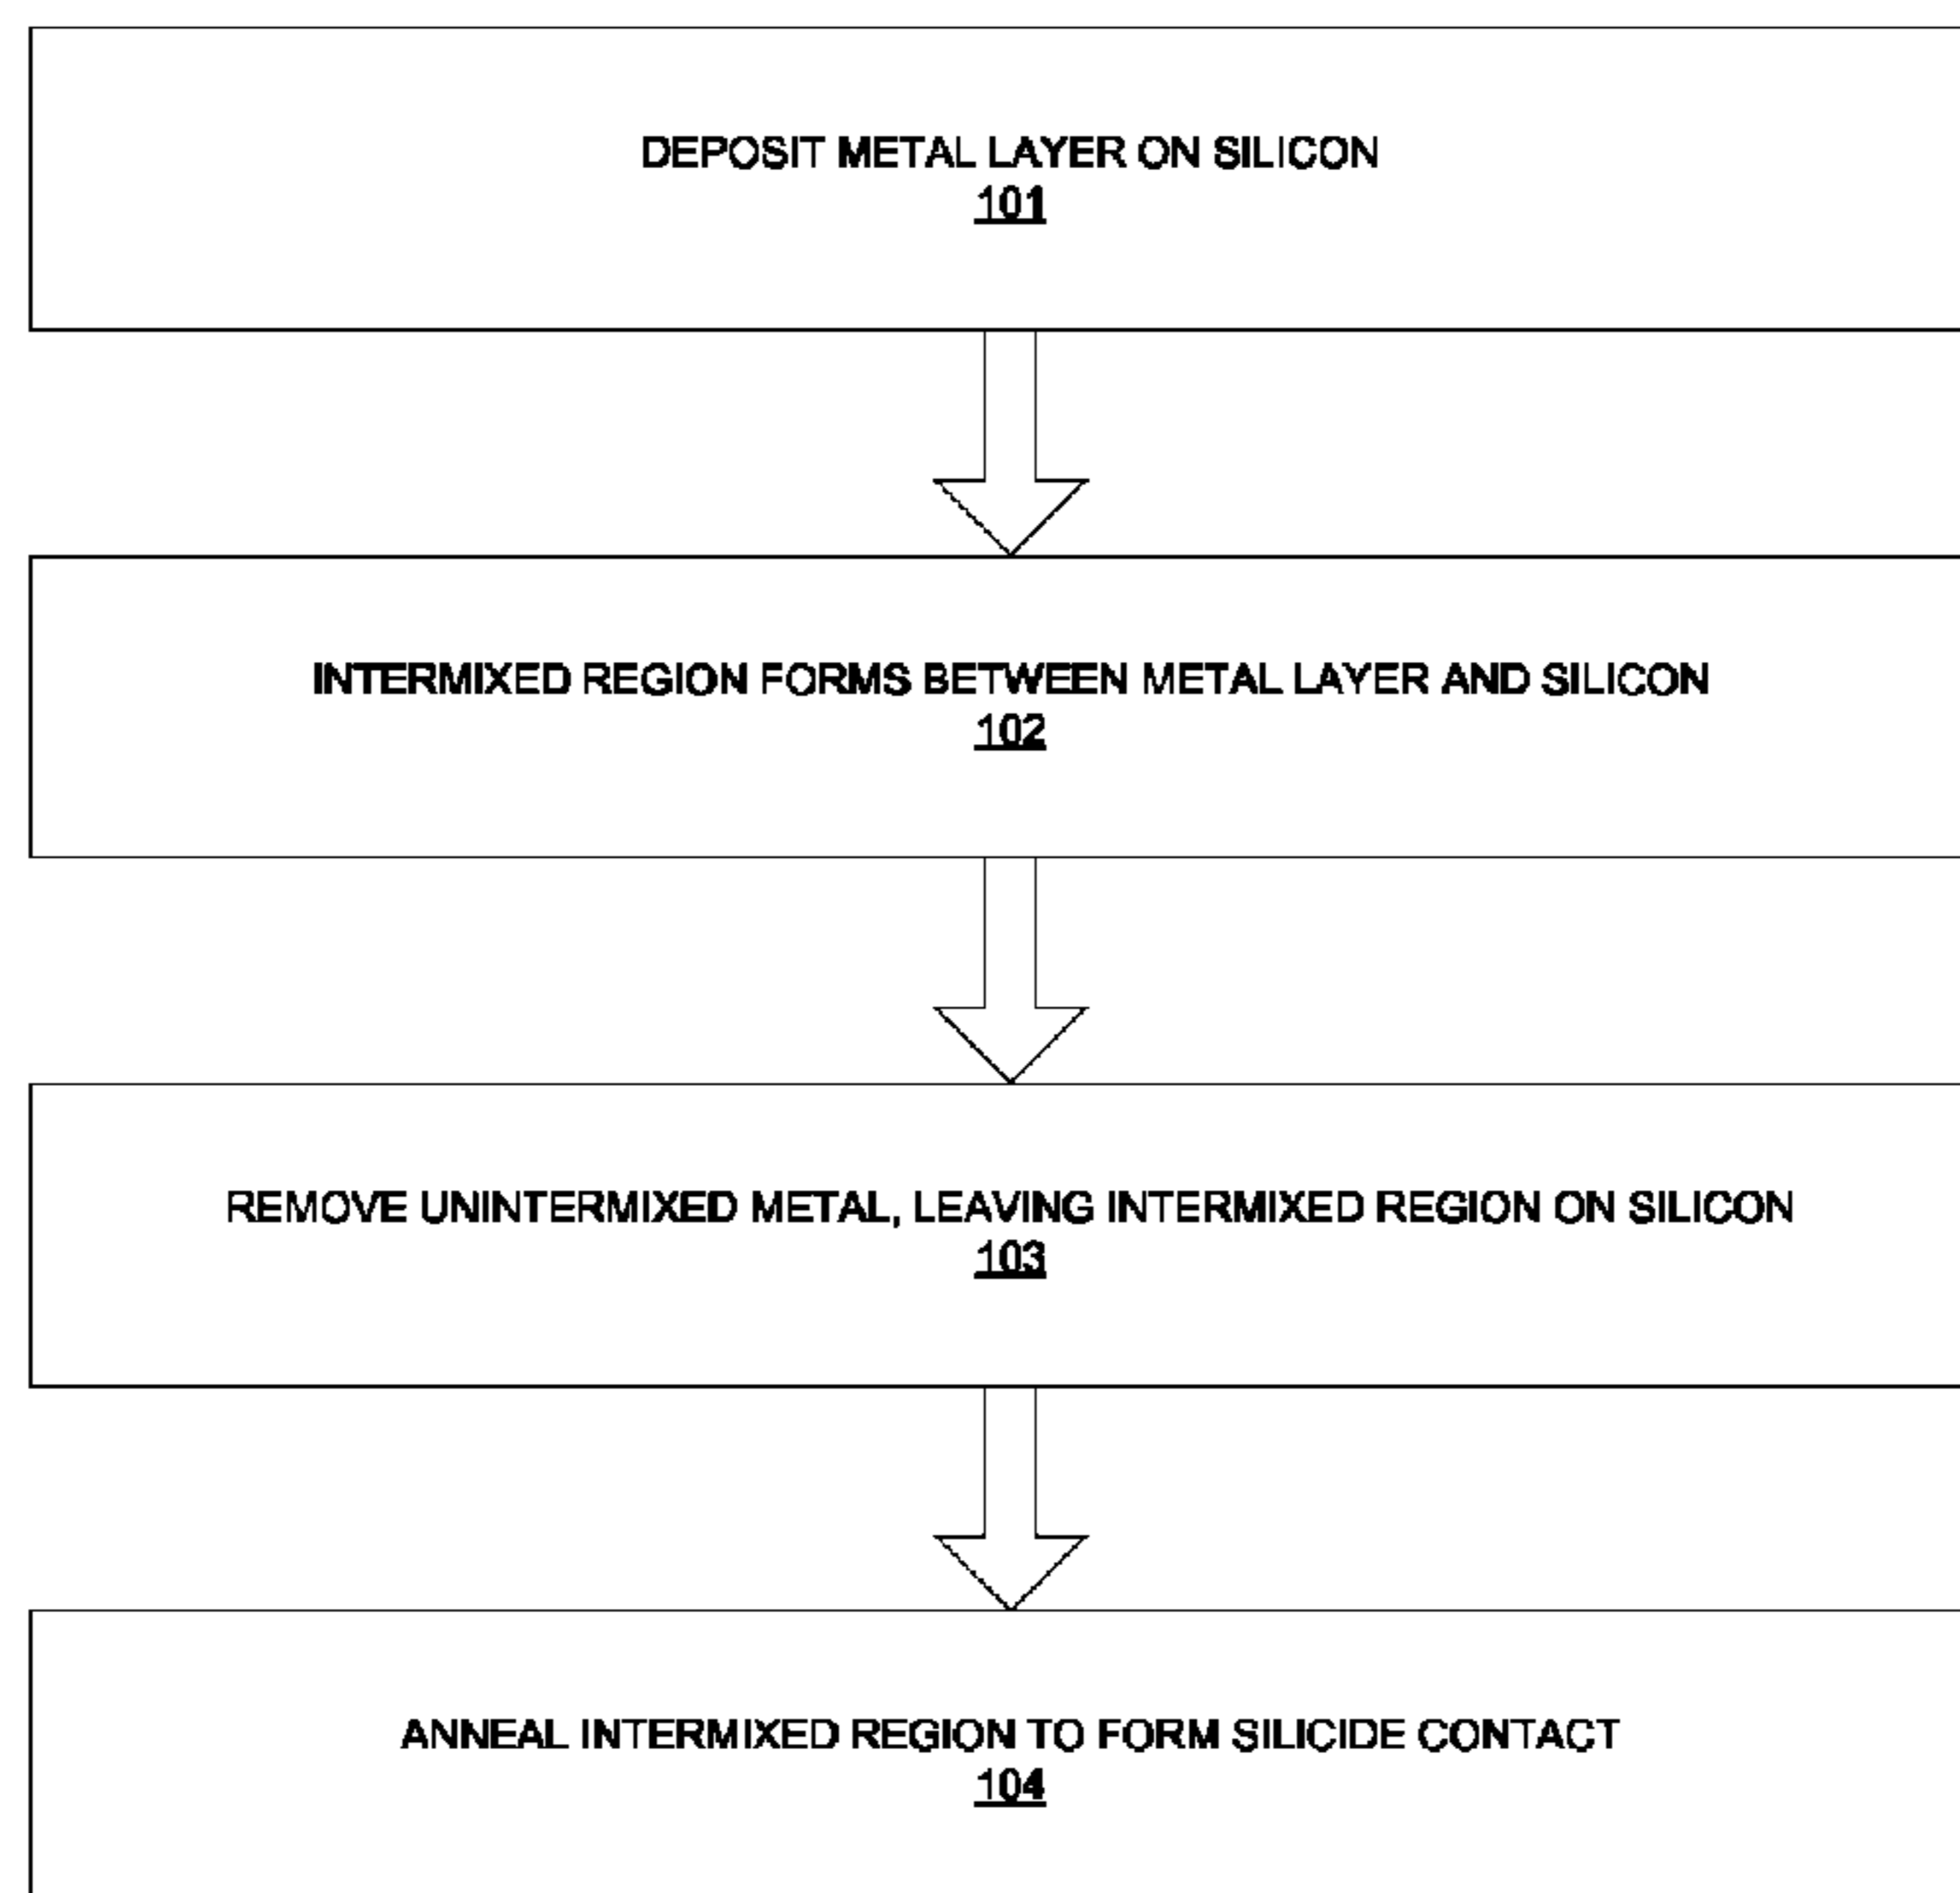 DEPOSIT METAL LAYER ON SILICON
101
INTERMIXED REGION FORMS BETWEEN METAL LAYER AND SILICON
102
REMOVE UNINTERMIXED METAL, LEAVING INTERMIXED REGION ON SILICON
103
ANNEAL INTERMIXED REGION TO FORM SILICIDE CONTACT
104